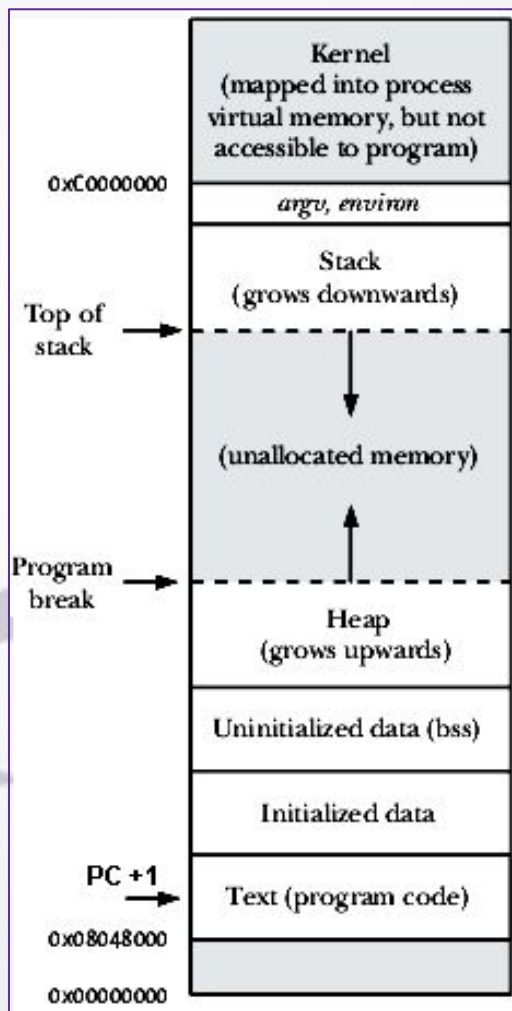 Kernel
(mapped into process
virtual memory, but not
accessible to program)
0xC0000000
argv, environ
Stack
(grows downwards)
Top of
stack
(unallocated memory)
Program
break
Heap
(grows upwards)
Uninitialized data (bss)
Initialized data
PC +1
Text (program code)
0x08048000
0x00000000